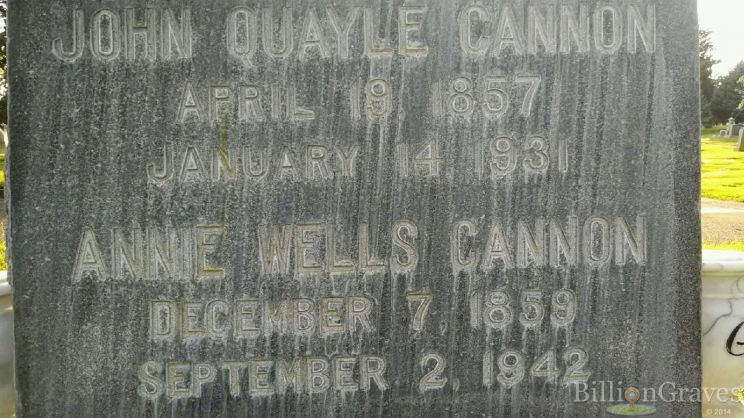 JOHN QUAYLE CANNON
APRIL 19, 1857
JANUARY 14 1931
ANNIE WELLS CANNON
DECEMBER 7, 1859
SEPTEMBER 2, 1942
BillionGraves
© 2014